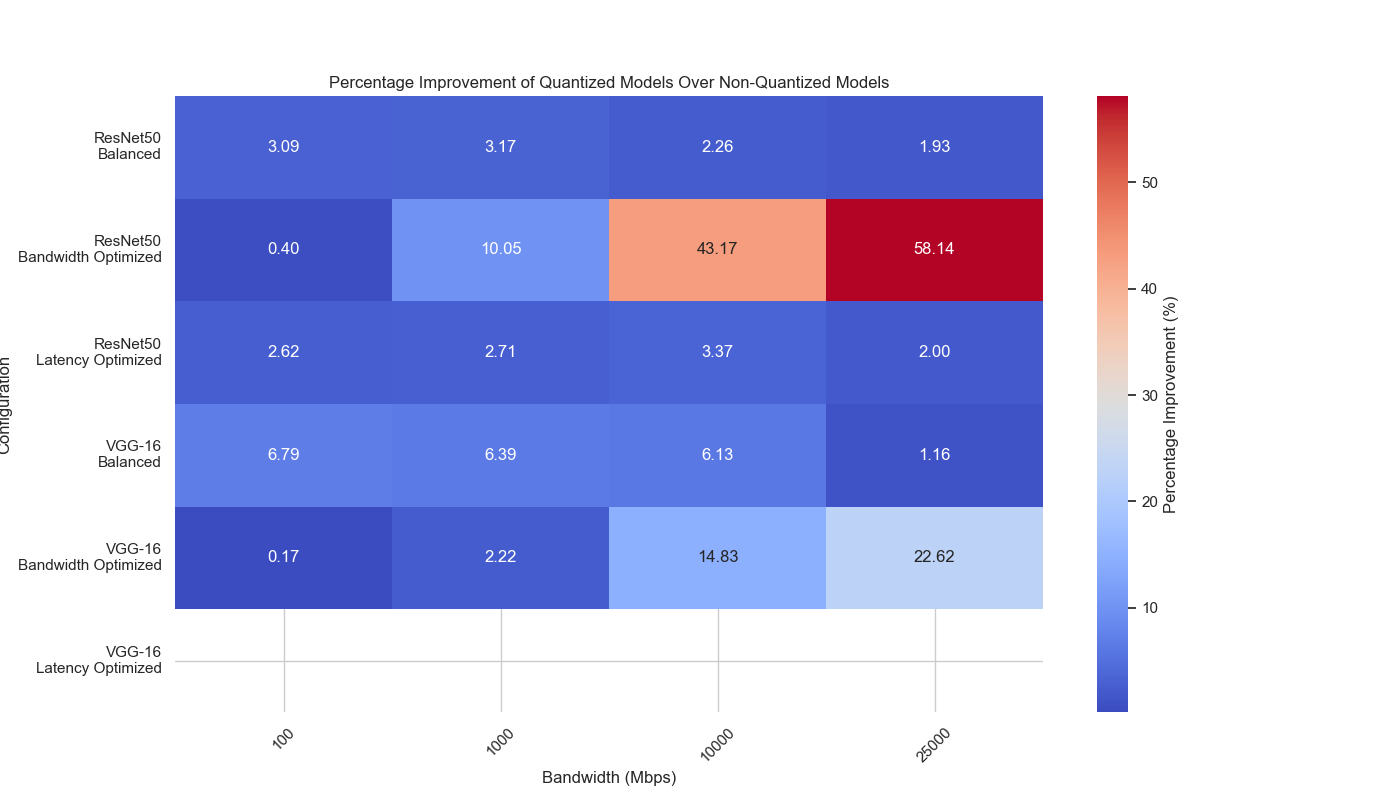 Percentage Improvement of Quantized Models Over Non-Quantized Models
ResNet50
Balanced
3.09 3.17 2.26 1.93
ResNet50
Bandwidth Optimized
0.40 10.05 43.17 58.14
ResNet50
Latency Optimized
2.62 2.71 3.37 2.00
VGG-16
Balanced
6.79 6.39 6.13 1.16
VGG-16
Bandwidth Optimized
0.17 2.22 14.83 22.62
VGG-16
Latency Optimized
Configuration
100 1000 10000 25000
Bandwidth (Mbps)
50
40
30
20
10
Percentage Improvement (%)